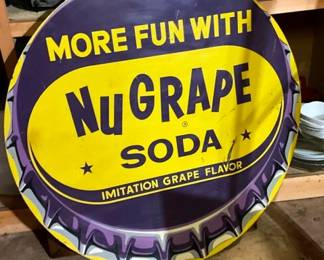 MORE FUN WITH
NUGRAPE
®
SODA
★ ★
IMITATION GRAPE FLAVOR